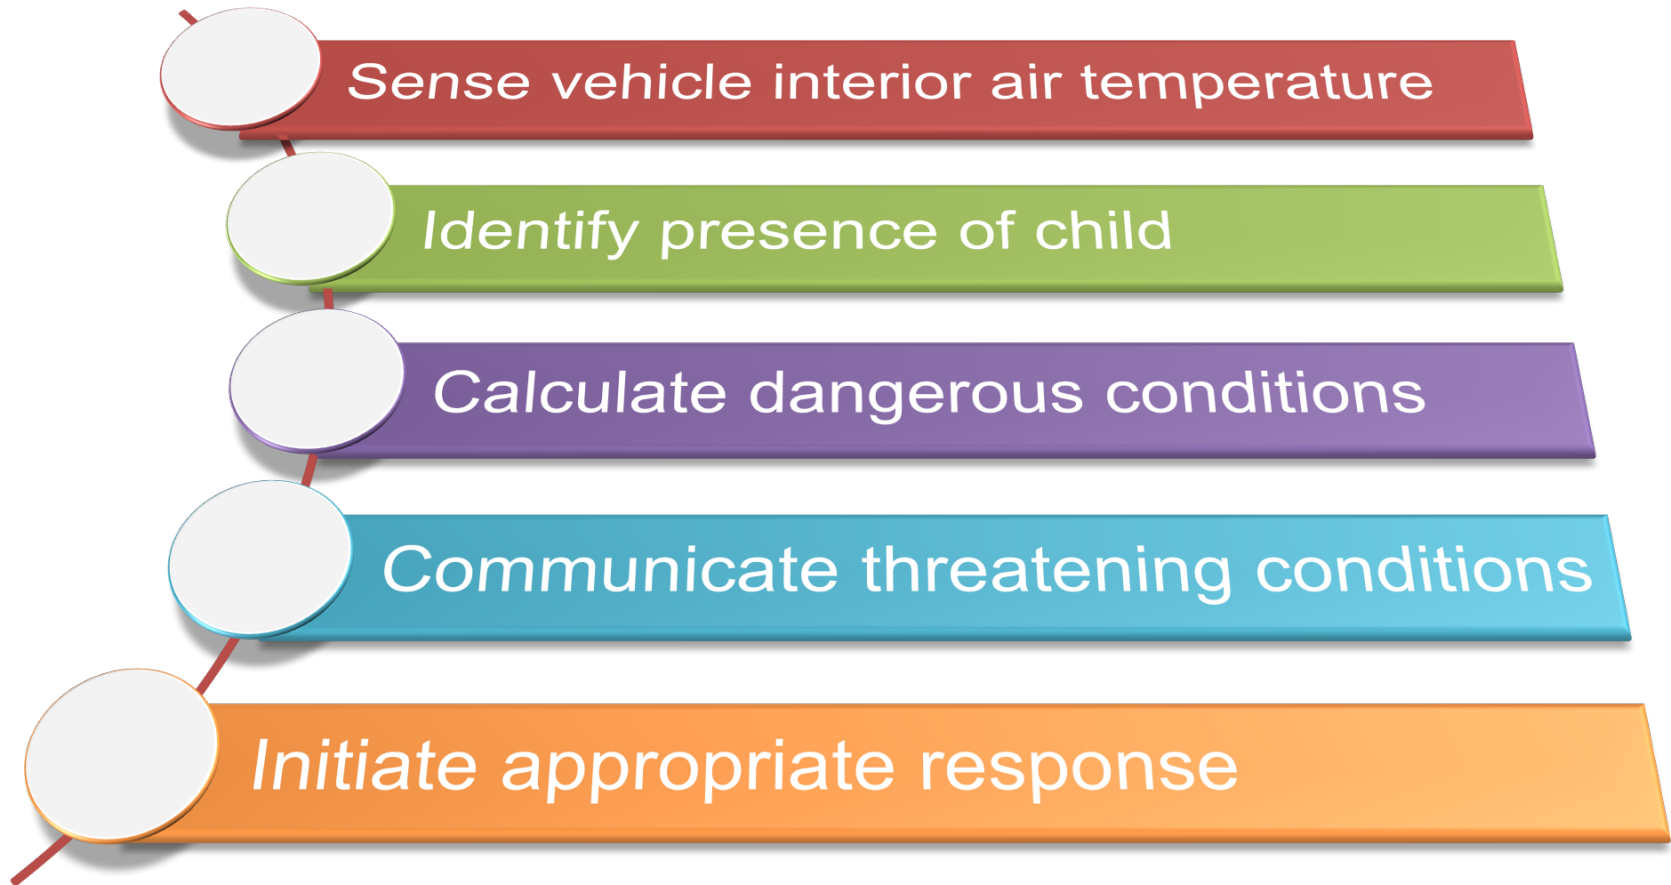 Sense vehicle interior air temperature
Identify presence of child
Calculate dangerous conditions
Communicate threatening conditions
Initiate appropriate response